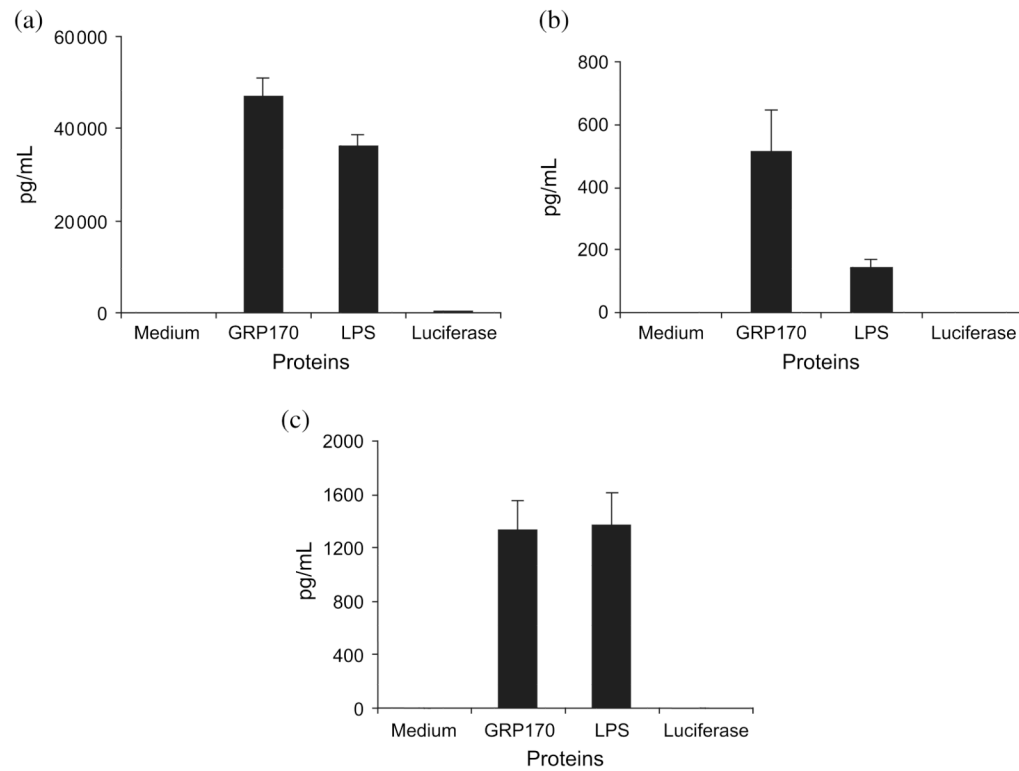 (a)
60000
40000
20000
0
pg/mL
Medium GRP170 LPS Luciferase
Proteins
(b)
800
600
400
200
0
pg/mL
Medium GRP170 LPS Luciferase
Proteins
(c)
2000
1600
1200
800
400
0
pg/mL
Medium GRP170 LPS Luciferase
Proteins